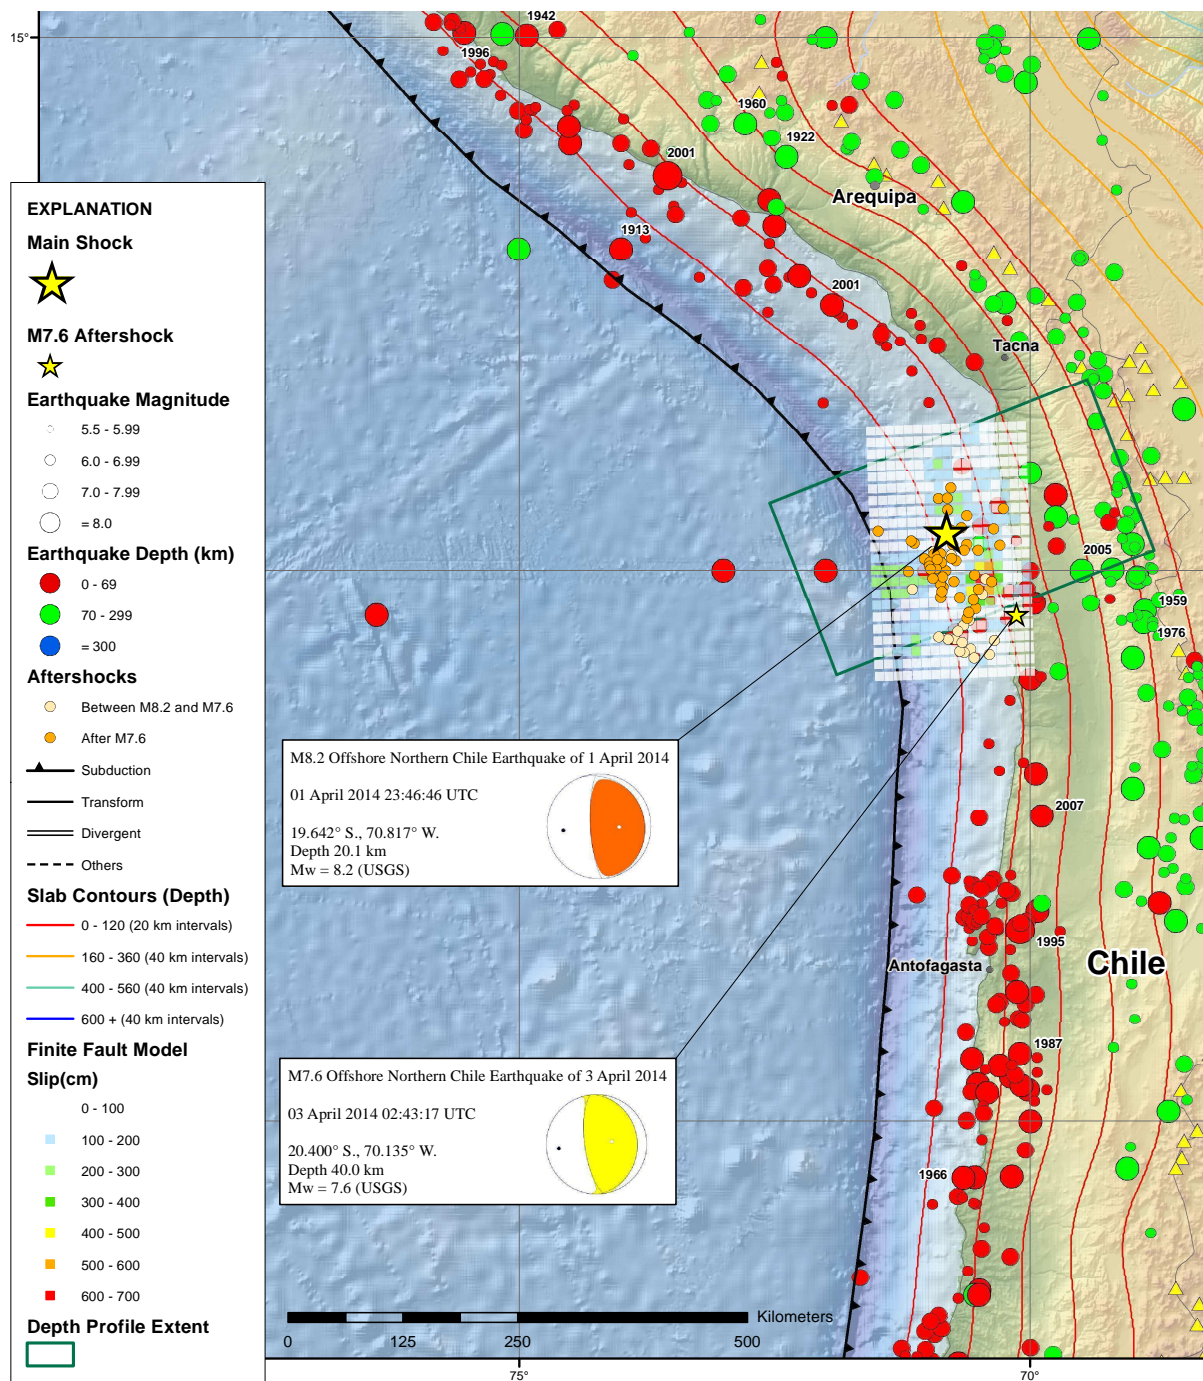 15°
1942
1996
1960
1922
2001
Arequipa
1913
2001
Tacna
2005
1959
1976
2007
1995
Antofagasta
Chile
1987
1966
EXPLANATION
Main Shock
M7.6 Aftershock
Earthquake Magnitude
5.5 - 5.99
6.0 - 6.99
7.0 - 7.99
= 8.0
Earthquake Depth (km)
0 - 69
70 - 299
= 300
Aftershocks
Between M8.2 and M7.6
After M7.6
Subduction
Transform
Divergent
Others
Slab Contours (Depth)
0 - 120 (20 km intervals)
160 - 360 (40 km intervals)
400 - 560 (40 km intervals)
600 + (40 km intervals)
Finite Fault Model
Slip(cm)
0 - 100
100 - 200
200 - 300
300 - 400
400 - 500
500 - 600
600 - 700
Depth Profile Extent
M8.2 Offshore Northern Chile Earthquake of 1 April 2014
01 April 2014 23:46:46 UTC
19.642° S., 70.817° W.
Depth 20.1 km
Mw = 8.2 (USGS)
M7.6 Offshore Northern Chile Earthquake of 3 April 2014
03 April 2014 02:43:17 UTC
20.400° S., 70.135° W.
Depth 40.0 km
Mw = 7.6 (USGS)
Kilometers
0 125 250 500
75° 70°